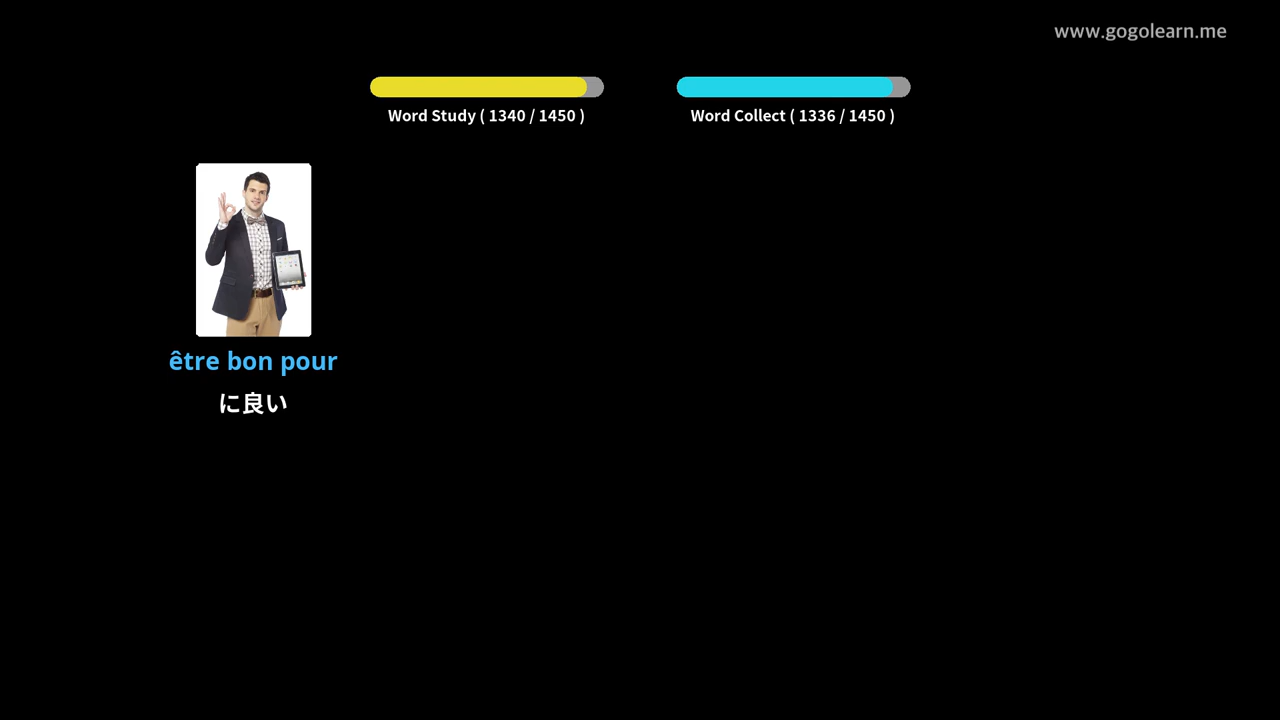 www.gogolearn.me
Word Study ( 1340 / 1450 )
Word Collect ( 1336 / 1450 )
être bon pour
に良い